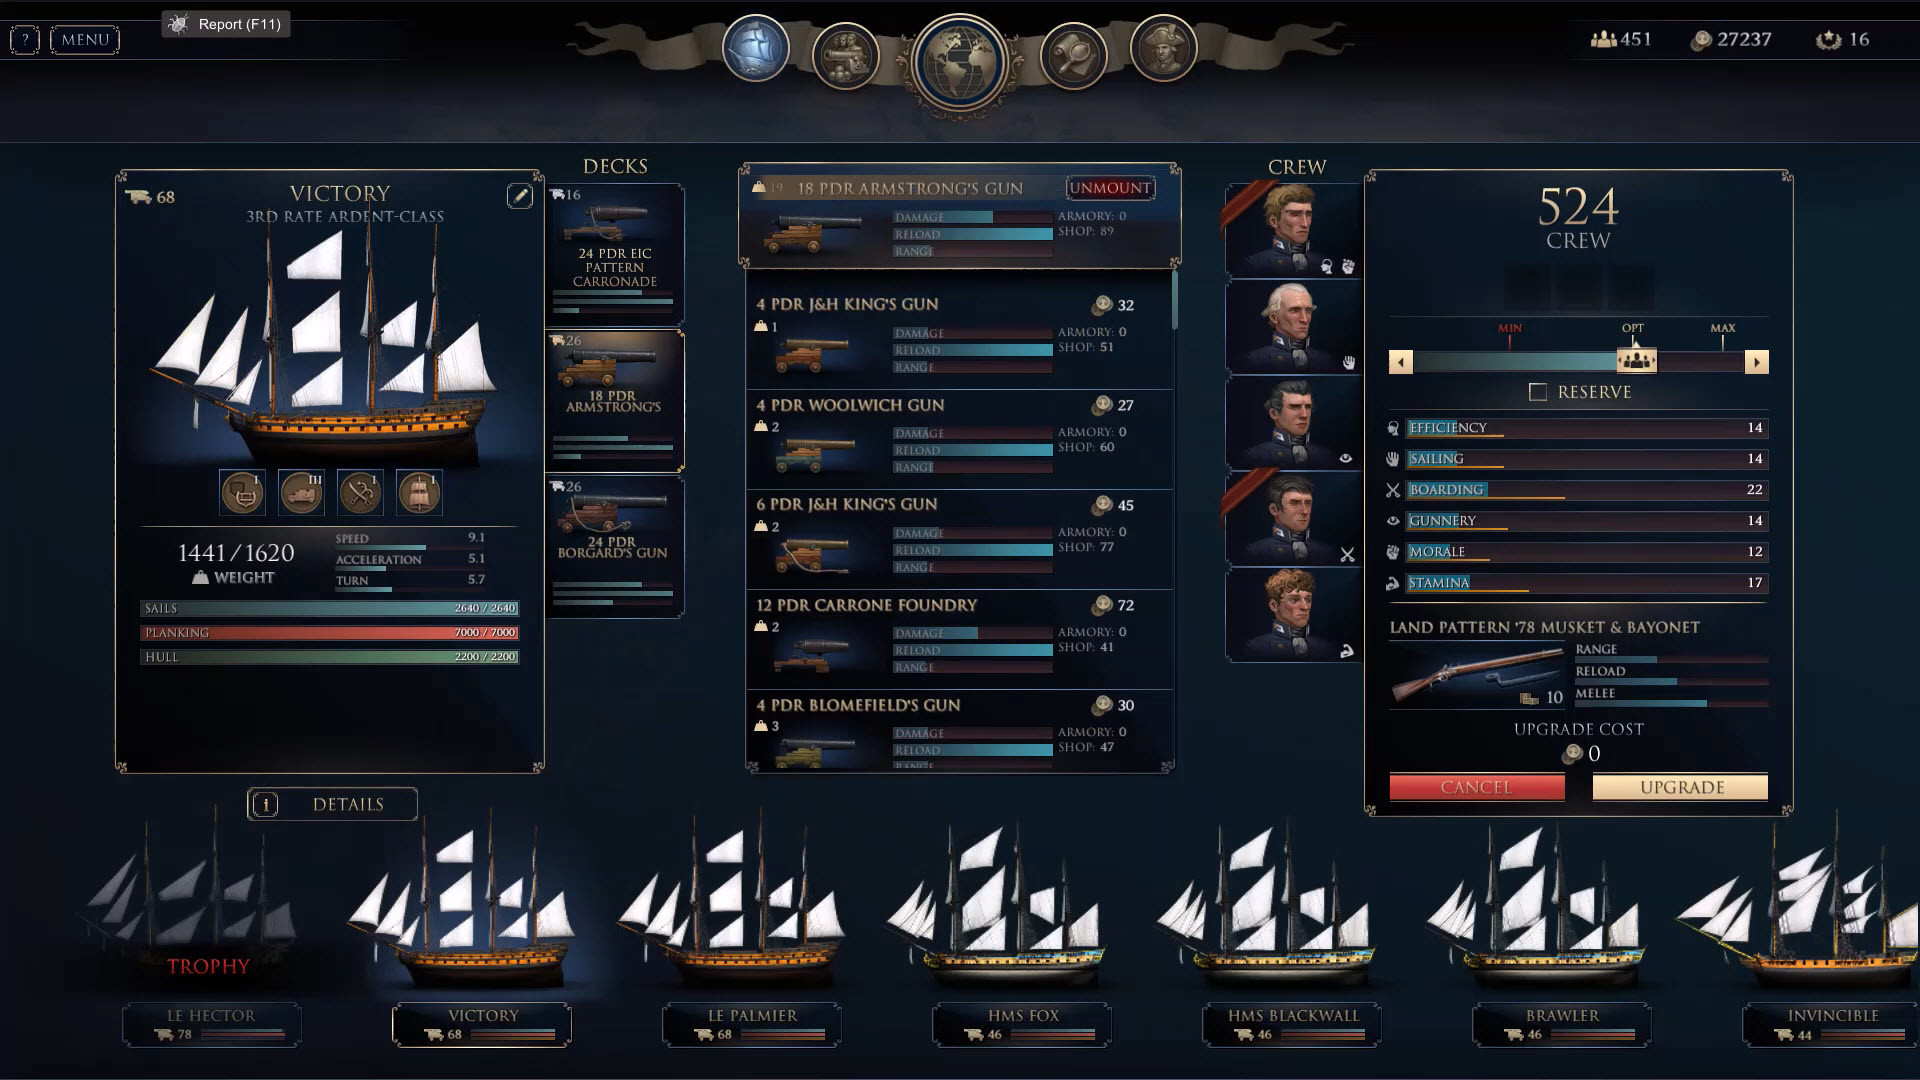 ?
MENU
Report (F11)
451
27237
16
68
VICTORY
3RD RATE ARDENT-CLASS
I
III
I
I
1441/1620
WEIGHT
SPEED 9.1
ACCELERATION 5.1
TURN 5.7
SAILS 2640 / 2640
PLANKING 7000 / 7000
HULL 2200 / 2200
DETAILS
DECKS
16
24 PDR EIC
PATTERN
CARRONADE
26
18 PDR
ARMSTRONG'S
26
24 PDR
BORGARD'S GUN
19 18 PDR ARMSTRONG'S GUN UNMOUNT
DAMAGE ARMORY: 0
RELOAD SHOP: 89
RANGE
4 PDR J&H KING'S GUN 32
1
DAMAGE ARMORY: 0
RELOAD SHOP: 51
RANGE
4 PDR WOOLWICH GUN 27
2
DAMAGE ARMORY: 0
RELOAD SHOP: 60
RANGE
6 PDR J&H KING'S GUN 45
2
DAMAGE ARMORY: 0
RELOAD SHOP: 77
RANGE
12 PDR CARRONE FOUNDRY 72
2
DAMAGE ARMORY: 0
RELOAD SHOP: 41
RANGE
4 PDR BLOMEFIELD'S GUN 30
3
DAMAGE ARMORY: 0
RELOAD SHOP: 47
RANGE
CREW
524
CREW
MIN OPT MAX
RESERVE
EFFICIENCY 14
SAILING 14
BOARDING 22
GUNNERY 14
MORALE 12
STAMINA 17
LAND PATTERN '78 MUSKET & BAYONET
RANGE
RELOAD
MELEE
10
UPGRADE COST
0
CANCEL UPGRADE
TROPHY
LE HECTOR
78
VICTORY
68
LE PALMIER
68
HMS FOX
46
HMS BLACKWALL
46
BRAWLER
46
INVINCIBLE
44